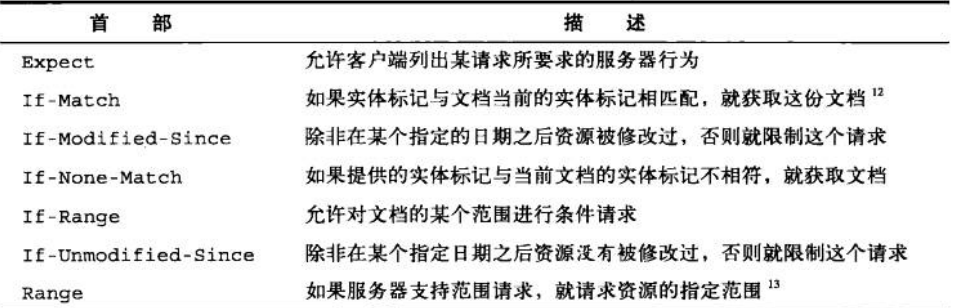 首 部 描 述
Expect 允许客户端列出某请求所要求的服务器行为
If-Match 如果实体标记与文档当前的实体标记相匹配，就获取这份文档 12
If-Modified-Since 除非在某个指定的日期之后资源被修改过，否则就限制这个请求
If-None-Match 如果提供的实体标记与当前文档的实体标记不相符，就获取文档
If-Range 允许对文档的某个范围进行条件请求
If-Unmodified-Since 除非在某个指定日期之后资源没有被修改过，否则就限制这个请求
Range 如果服务器支持范围请求，就请求资源的指定范围 13